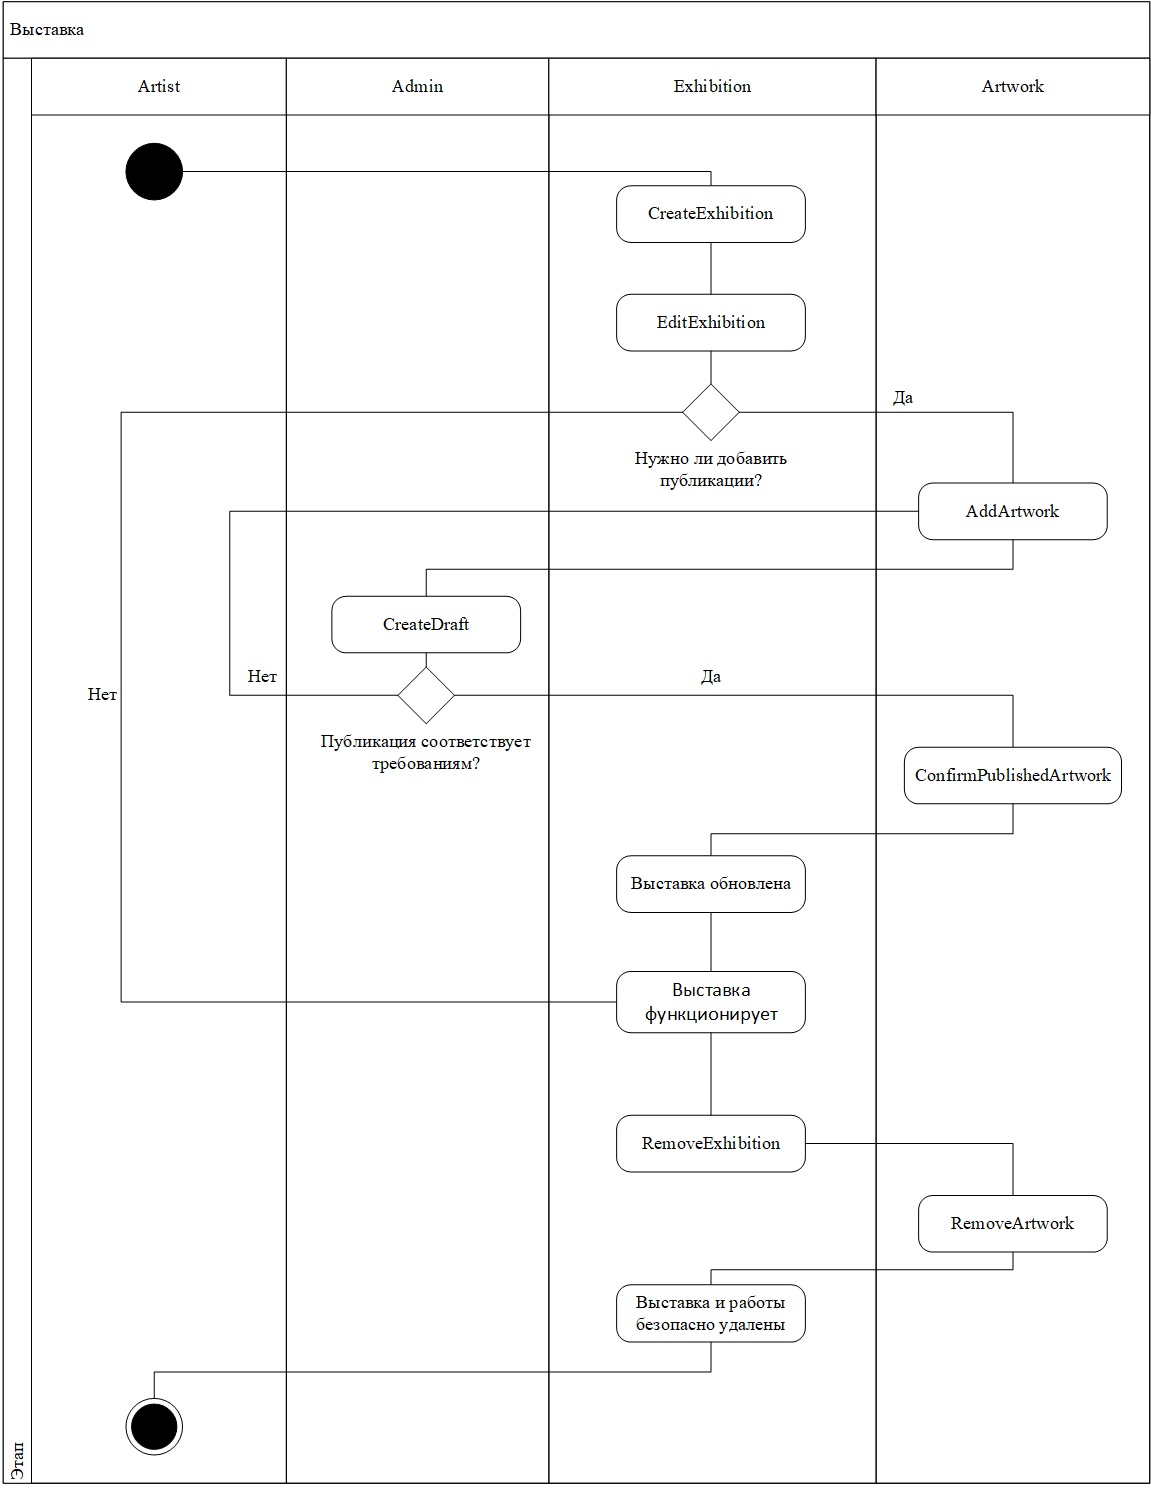 Выставка
Artist
Admin
Exhibition
Artwork
CreateExhibition
EditExhibition
Да
Нужно ли добавить
публикации?
AddArtwork
CreateDraft
Нет
Да
Нет
Публикация соответствует
требованиям?
ConfirmPublishedArtwork
Выставка обновлена
Выставка
функционирует
RemoveExhibition
RemoveArtwork
Выставка и работы
безопасно удалены
Этап